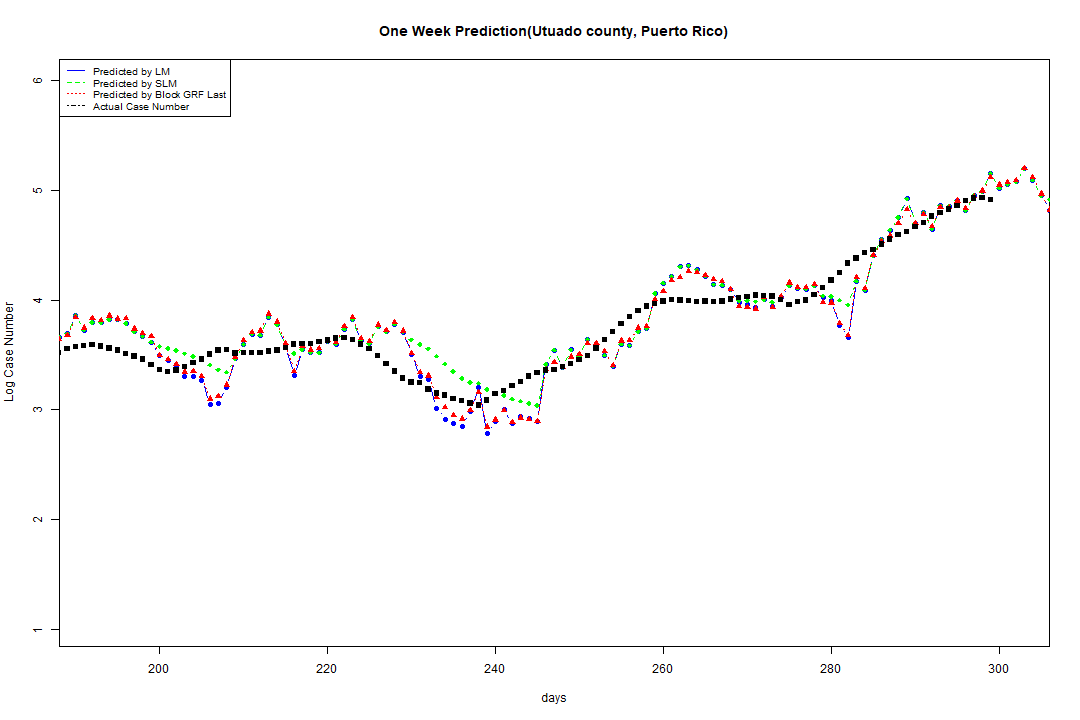 One Week Prediction(Utuado county, Puerto Rico)
Predicted by LM
Predicted by SLM
Predicted by Block GRF Last
Actual Case Number
Log Case Number
6
5
4
3
2
1
200 220 240 260 280 300
days